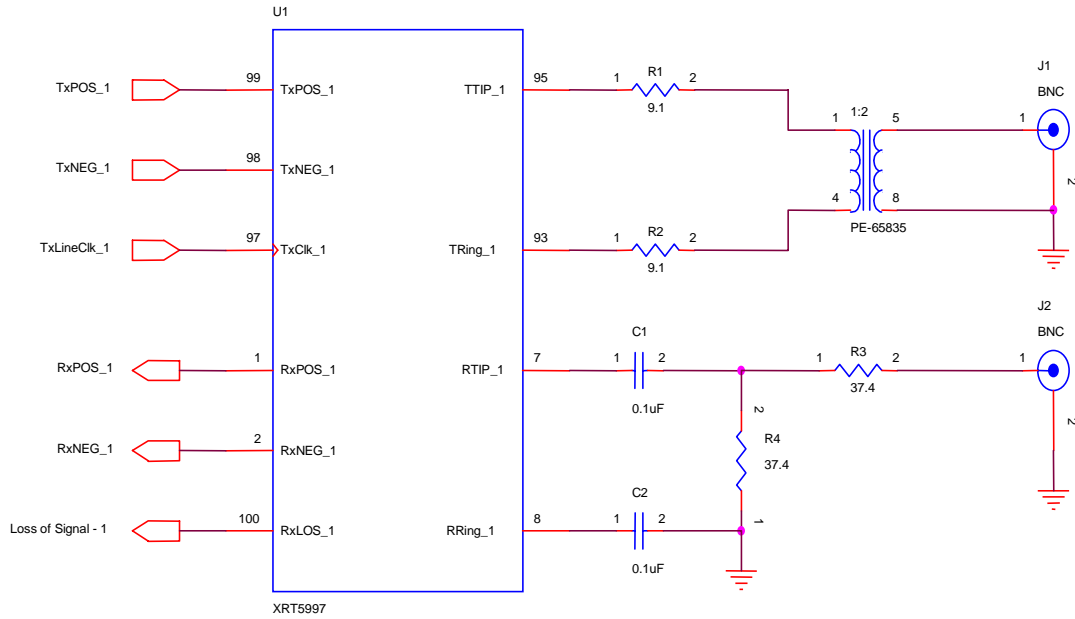 U1
J1
BNC
TxPOS_1 99 TxPOS_1 TTIP_1 95 1 R1 2
9.1
1:2
1 5 1
2
TxNEG_1 98 TxNEG_1
4 8
PE-65835
TxLineClk_1 97 TxClk_1 TRing_1 93 1 R2 2
9.1
J2
BNC
C1
RxPOS_1 1 RxPOS_1 RTIP_1 7 1 2 1 R3 2 1
0.1uF
37.4
2
2
RxNEG_1 2 RxNEG_1
R4
37.4
C2
Loss of Signal - 1 100 RxLOS_1 RRing_1 8 1 2
1
0.1uF
XRT5997